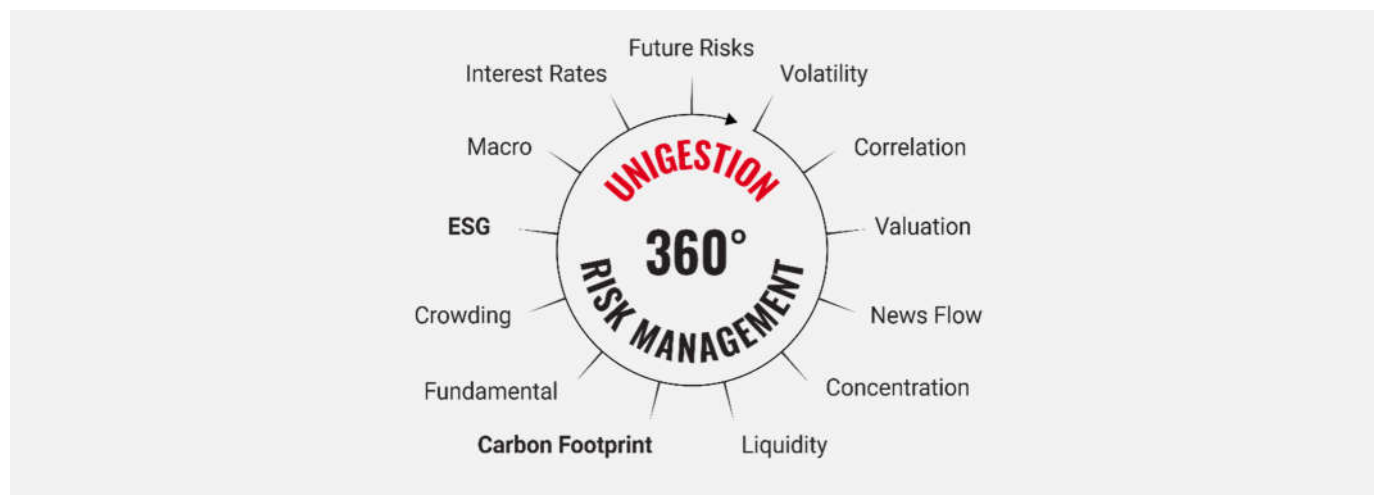 Future Risks
Interest Rates
Volatility
Macro
Correlation
UNIGESTION
ESG
360°
Valuation
RISK MANAGEMENT
Crowding
News Flow
Fundamental
Concentration
Carbon Footprint
Liquidity